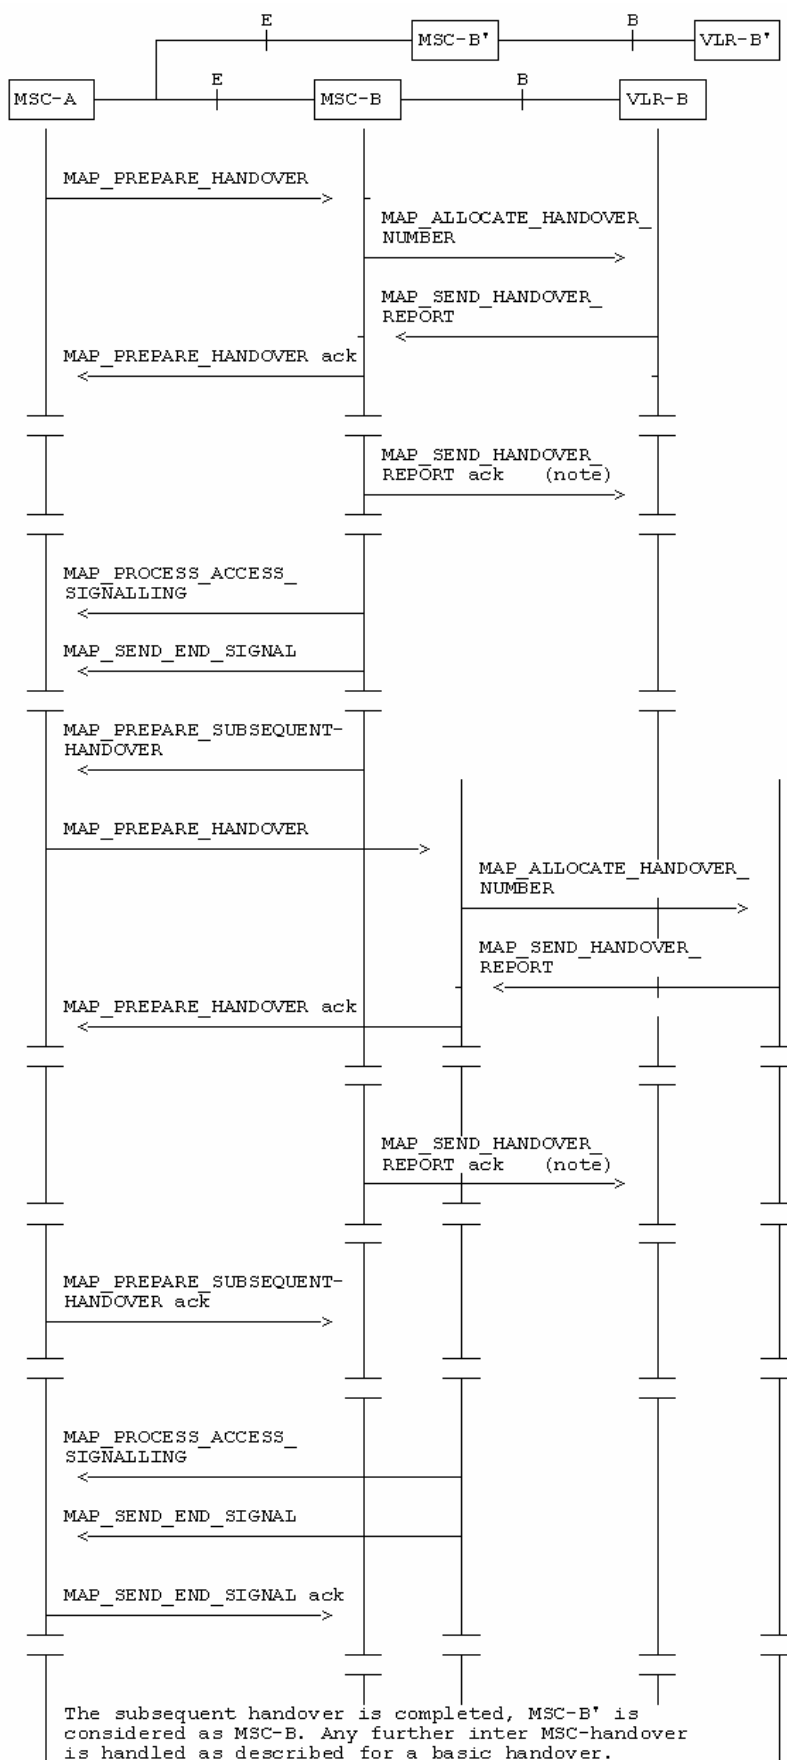 E B
MSC-B' VLR-B'
E B
MSC-A MSC-B VLR-B
MAP_PREPARE_HANDOVER
MAP_ALLOCATE_HANDOVER_
NUMBER
MAP_SEND_HANDOVER_
REPORT
MAP_PREPARE_HANDOVER ack
MAP_SEND_HANDOVER_
REPORT ack (note)
MAP_PROCESS_ACCESS_
SIGNALLING
MAP_SEND_END_SIGNAL
MAP_PREPARE_SUBSEQUENT-
HANDOVER
MAP_PREPARE_HANDOVER
MAP_ALLOCATE_HANDOVER_
NUMBER
MAP_SEND_HANDOVER_
REPORT
MAP_PREPARE_HANDOVER ack
MAP_SEND_HANDOVER_
REPORT ack (note)
MAP_PREPARE_SUBSEQUENT-
HANDOVER ack
MAP_PROCESS_ACCESS_
SIGNALLING
MAP_SEND_END_SIGNAL
MAP_SEND_END_SIGNAL ack
The subsequent handover is completed, MSC-B' is
considered as MSC-B. Any further inter MSC-handover
is handled as described for a basic handover.